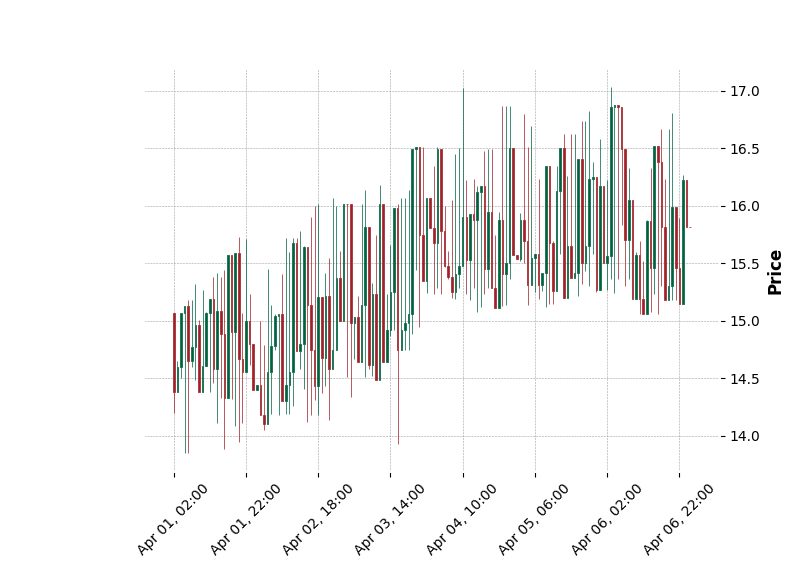 17.0
16.5
16.0
15.5
15.0
14.5
14.0
Price
Apr 01, 02:00
Apr 01, 22:00
Apr 02, 18:00
Apr 03, 14:00
Apr 04, 10:00
Apr 05, 06:00
Apr 06, 02:00
Apr 06, 22:00